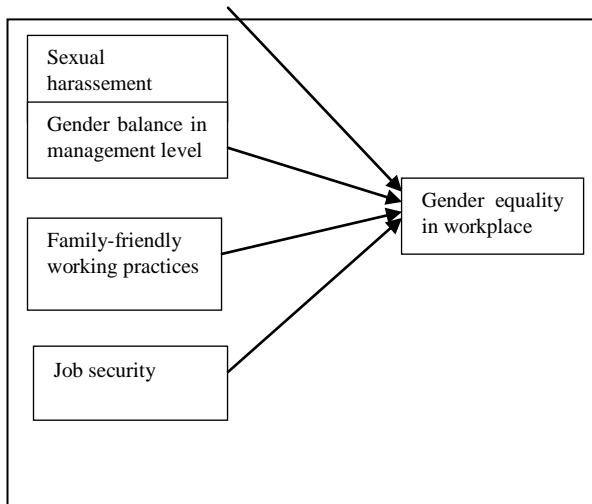 Sexual
harassement
Gender balance in
management level
Gender equality
in workplace
Family-friendly
working practices
Job security